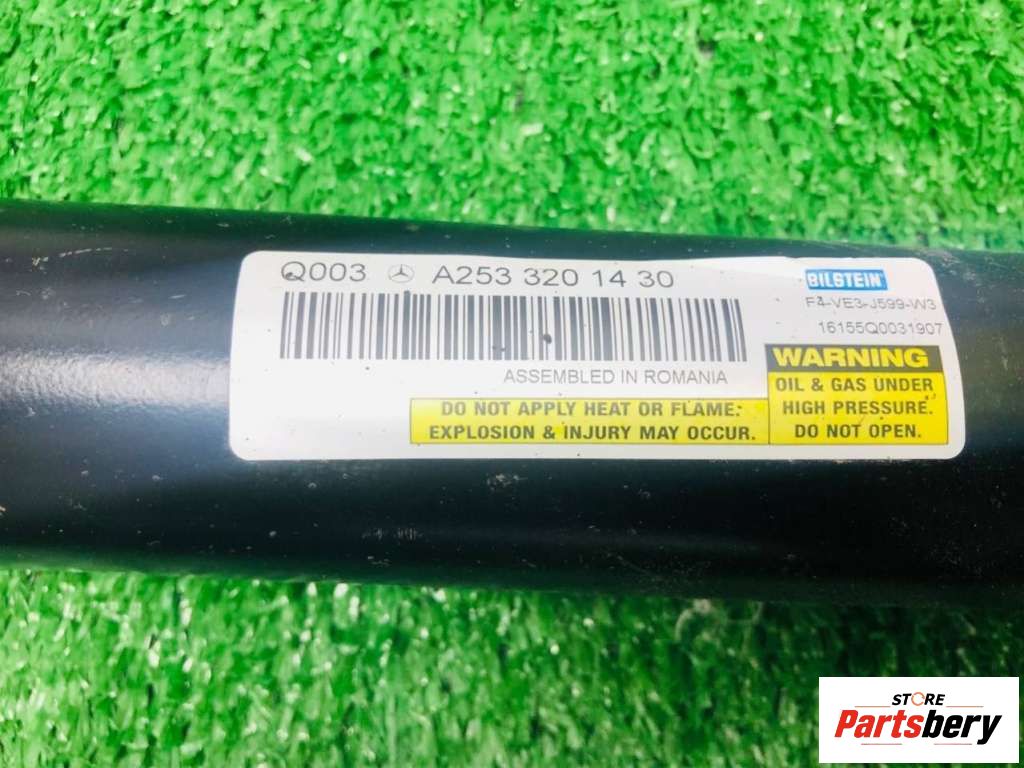 Q003 A253 320 14 30
BILSTEIN
F4-VE3-J599-W3
16155Q0031907
ASSEMBLED IN ROMANIA
WARNING
OIL & GAS UNDER
HIGH PRESSURE.
DO NOT OPEN.
DO NOT APPLY HEAT OR FLAME:
EXPLOSION & INJURY MAY OCCUR.
STORE
Partsbery